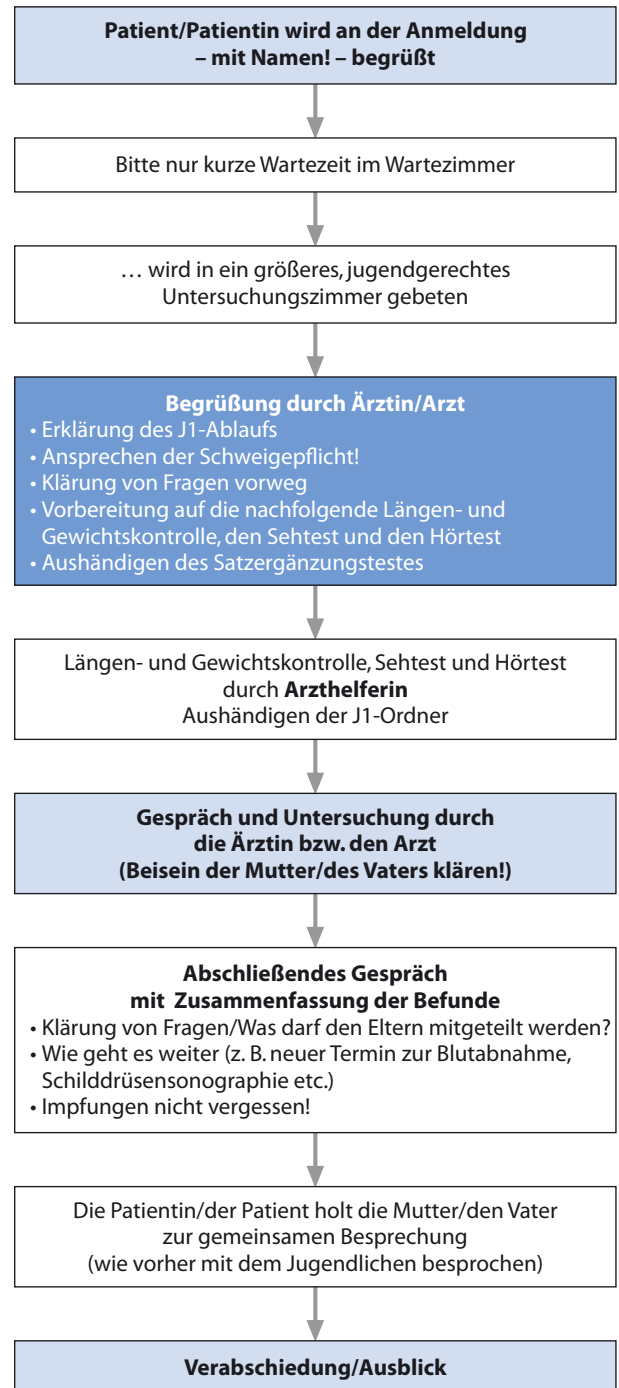 Patient/Patientin wird an der Anmeldung
– mit Namen! – begrüßt
Bitte nur kurze Wartezeit im Wartezimmer
… wird in ein größeres, jugendgerechtes
Untersuchungszimmer gebeten
Begrüßung durch Ärztin/Arzt
• Erklärung des J1-Ablaufs
• Ansprechen der Schweigepflicht!
• Klärung von Fragen vorweg
• Vorbereitung auf die nachfolgende Längen- und
Gewichtskontrolle, den Sehtest und den Hörtest
• Aushändigen des Satzergänzungstestes
Längen- und Gewichtskontrolle, Sehtest und Hörtest
durch Arzthelferin
Aushändigen der J1-Ordner
Gespräch und Untersuchung durch
die Ärztin bzw. den Arzt
(Beisein der Mutter/des Vaters klären!)
Abschließendes Gespräch
mit Zusammenfassung der Befunde
• Klärung von Fragen/Was darf den Eltern mitgeteilt werden?
• Wie geht es weiter (z. B. neuer Termin zur Blutabnahme,
Schilddrüsensonographie etc.)
• Impfungen nicht vergessen!
Die Patientin/der Patient holt die Mutter/den Vater
zur gemeinsamen Besprechung
(wie vorher mit dem Jugendlichen besprochen)
Verabschiedung/Ausblick